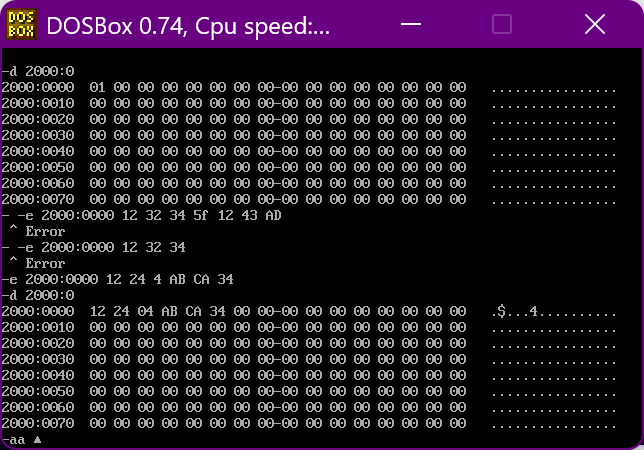 DOS
BOX
DOSBox 0.74, Cpu speed:...
-d 2000:0
2000:0000  01 00 00 00 00 00 00 00-00 00 00 00 00 00 00 00   ................
2000:0010  00 00 00 00 00 00 00 00-00 00 00 00 00 00 00 00   ................
2000:0020  00 00 00 00 00 00 00 00-00 00 00 00 00 00 00 00   ................
2000:0030  00 00 00 00 00 00 00 00-00 00 00 00 00 00 00 00   ................
2000:0040  00 00 00 00 00 00 00 00-00 00 00 00 00 00 00 00   ................
2000:0050  00 00 00 00 00 00 00 00-00 00 00 00 00 00 00 00   ................
2000:0060  00 00 00 00 00 00 00 00-00 00 00 00 00 00 00 00   ................
2000:0070  00 00 00 00 00 00 00 00-00 00 00 00 00 00 00 00   ................
- -e 2000:0000 12 32 34 5f 12 43 AD
 ^ Error
- -e 2000:0000 12 32 34
 ^ Error
-e 2000:0000 12 24 4 AB CA 34
-d 2000:0
2000:0000  12 24 04 AB CA 34 00 00-00 00 00 00 00 00 00 00   .$...4..........
2000:0010  00 00 00 00 00 00 00 00-00 00 00 00 00 00 00 00   ................
2000:0020  00 00 00 00 00 00 00 00-00 00 00 00 00 00 00 00   ................
2000:0030  00 00 00 00 00 00 00 00-00 00 00 00 00 00 00 00   ................
2000:0040  00 00 00 00 00 00 00 00-00 00 00 00 00 00 00 00   ................
2000:0050  00 00 00 00 00 00 00 00-00 00 00 00 00 00 00 00   ................
2000:0060  00 00 00 00 00 00 00 00-00 00 00 00 00 00 00 00   ................
2000:0070  00 00 00 00 00 00 00 00-00 00 00 00 00 00 00 00   ................
-aa ▲